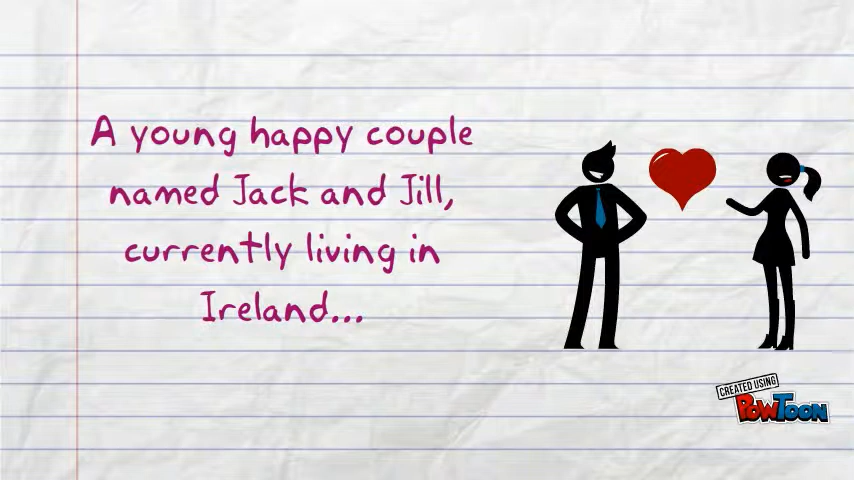 A young happy couple
named Jack and Jill,
currently living in
Ireland...
CREATED USING
POWTOON